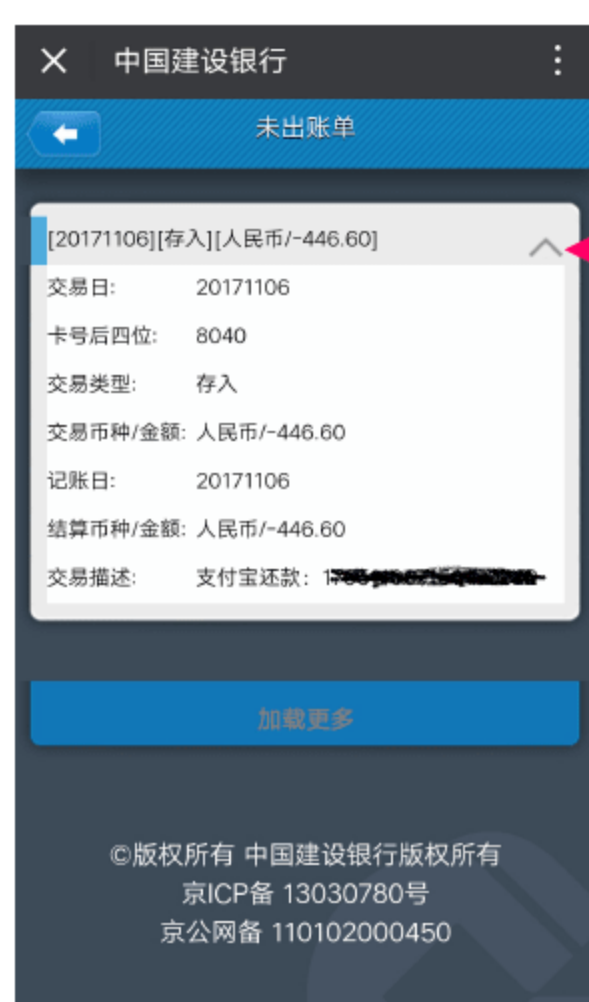 中国建设银行
未出账单
[20171106][存入][人民币/-446.60]
交易日: 20171106
卡号后四位: 8040
交易类型: 存入
交易币种/金额: 人民币/-446.60
记账日: 20171106
结算币种/金额: 人民币/-446.60
交易描述: 支付宝还款:
加载更多
©版权所有 中国建设银行版权所有
京ICP备 13030780号
京公网备 110102000450